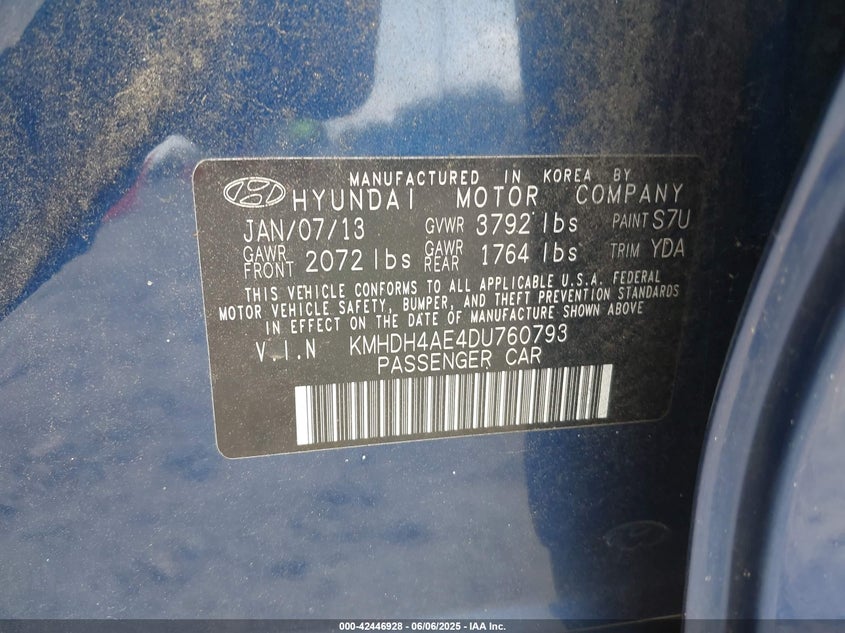 MANUFACTURED IN KOREA BY
HYUNDAI MOTOR COMPANY
JAN/07/13 GVWR 3792 lbs PAINT S7U
GAWR FRONT 2072 lbs GAWR REAR 1764 lbs TRIM YDA
THIS VEHICLE CONFORMS TO ALL APPLICABLE U.S.A. FEDERAL
MOTOR VEHICLE SAFETY, BUMPER, AND THEFT PREVENTION STANDARDS
IN EFFECT ON THE DATE OF MANUFACTURE SHOWN ABOVE
V.I.N KMHDH4AE4DU760793
PASSENGER CAR
000-42446928 - 06/06/2025 - IAA Inc.